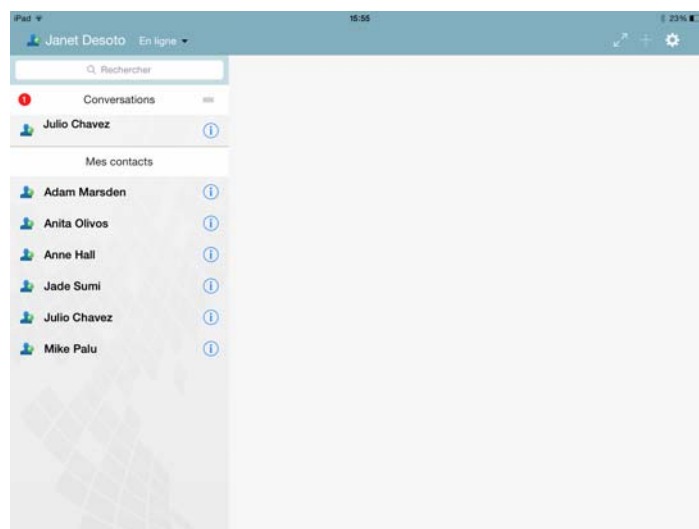 iPad 15:55 23%
Janet Desoto En ligne
Rechercher
1 Conversations
Julio Chavez
Mes contacts
Adam Marsden
Anita Olivos
Anne Hall
Jade Sumi
Julio Chavez
Mike Palu